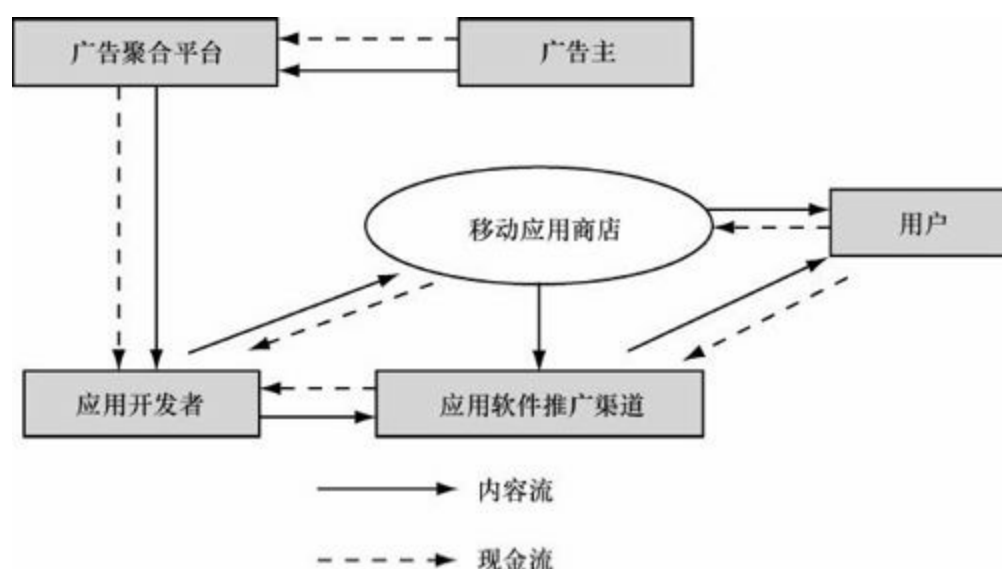 广告聚合平台
广告主
移动应用商店
用户
应用开发者
应用软件推广渠道
内容流
现金流